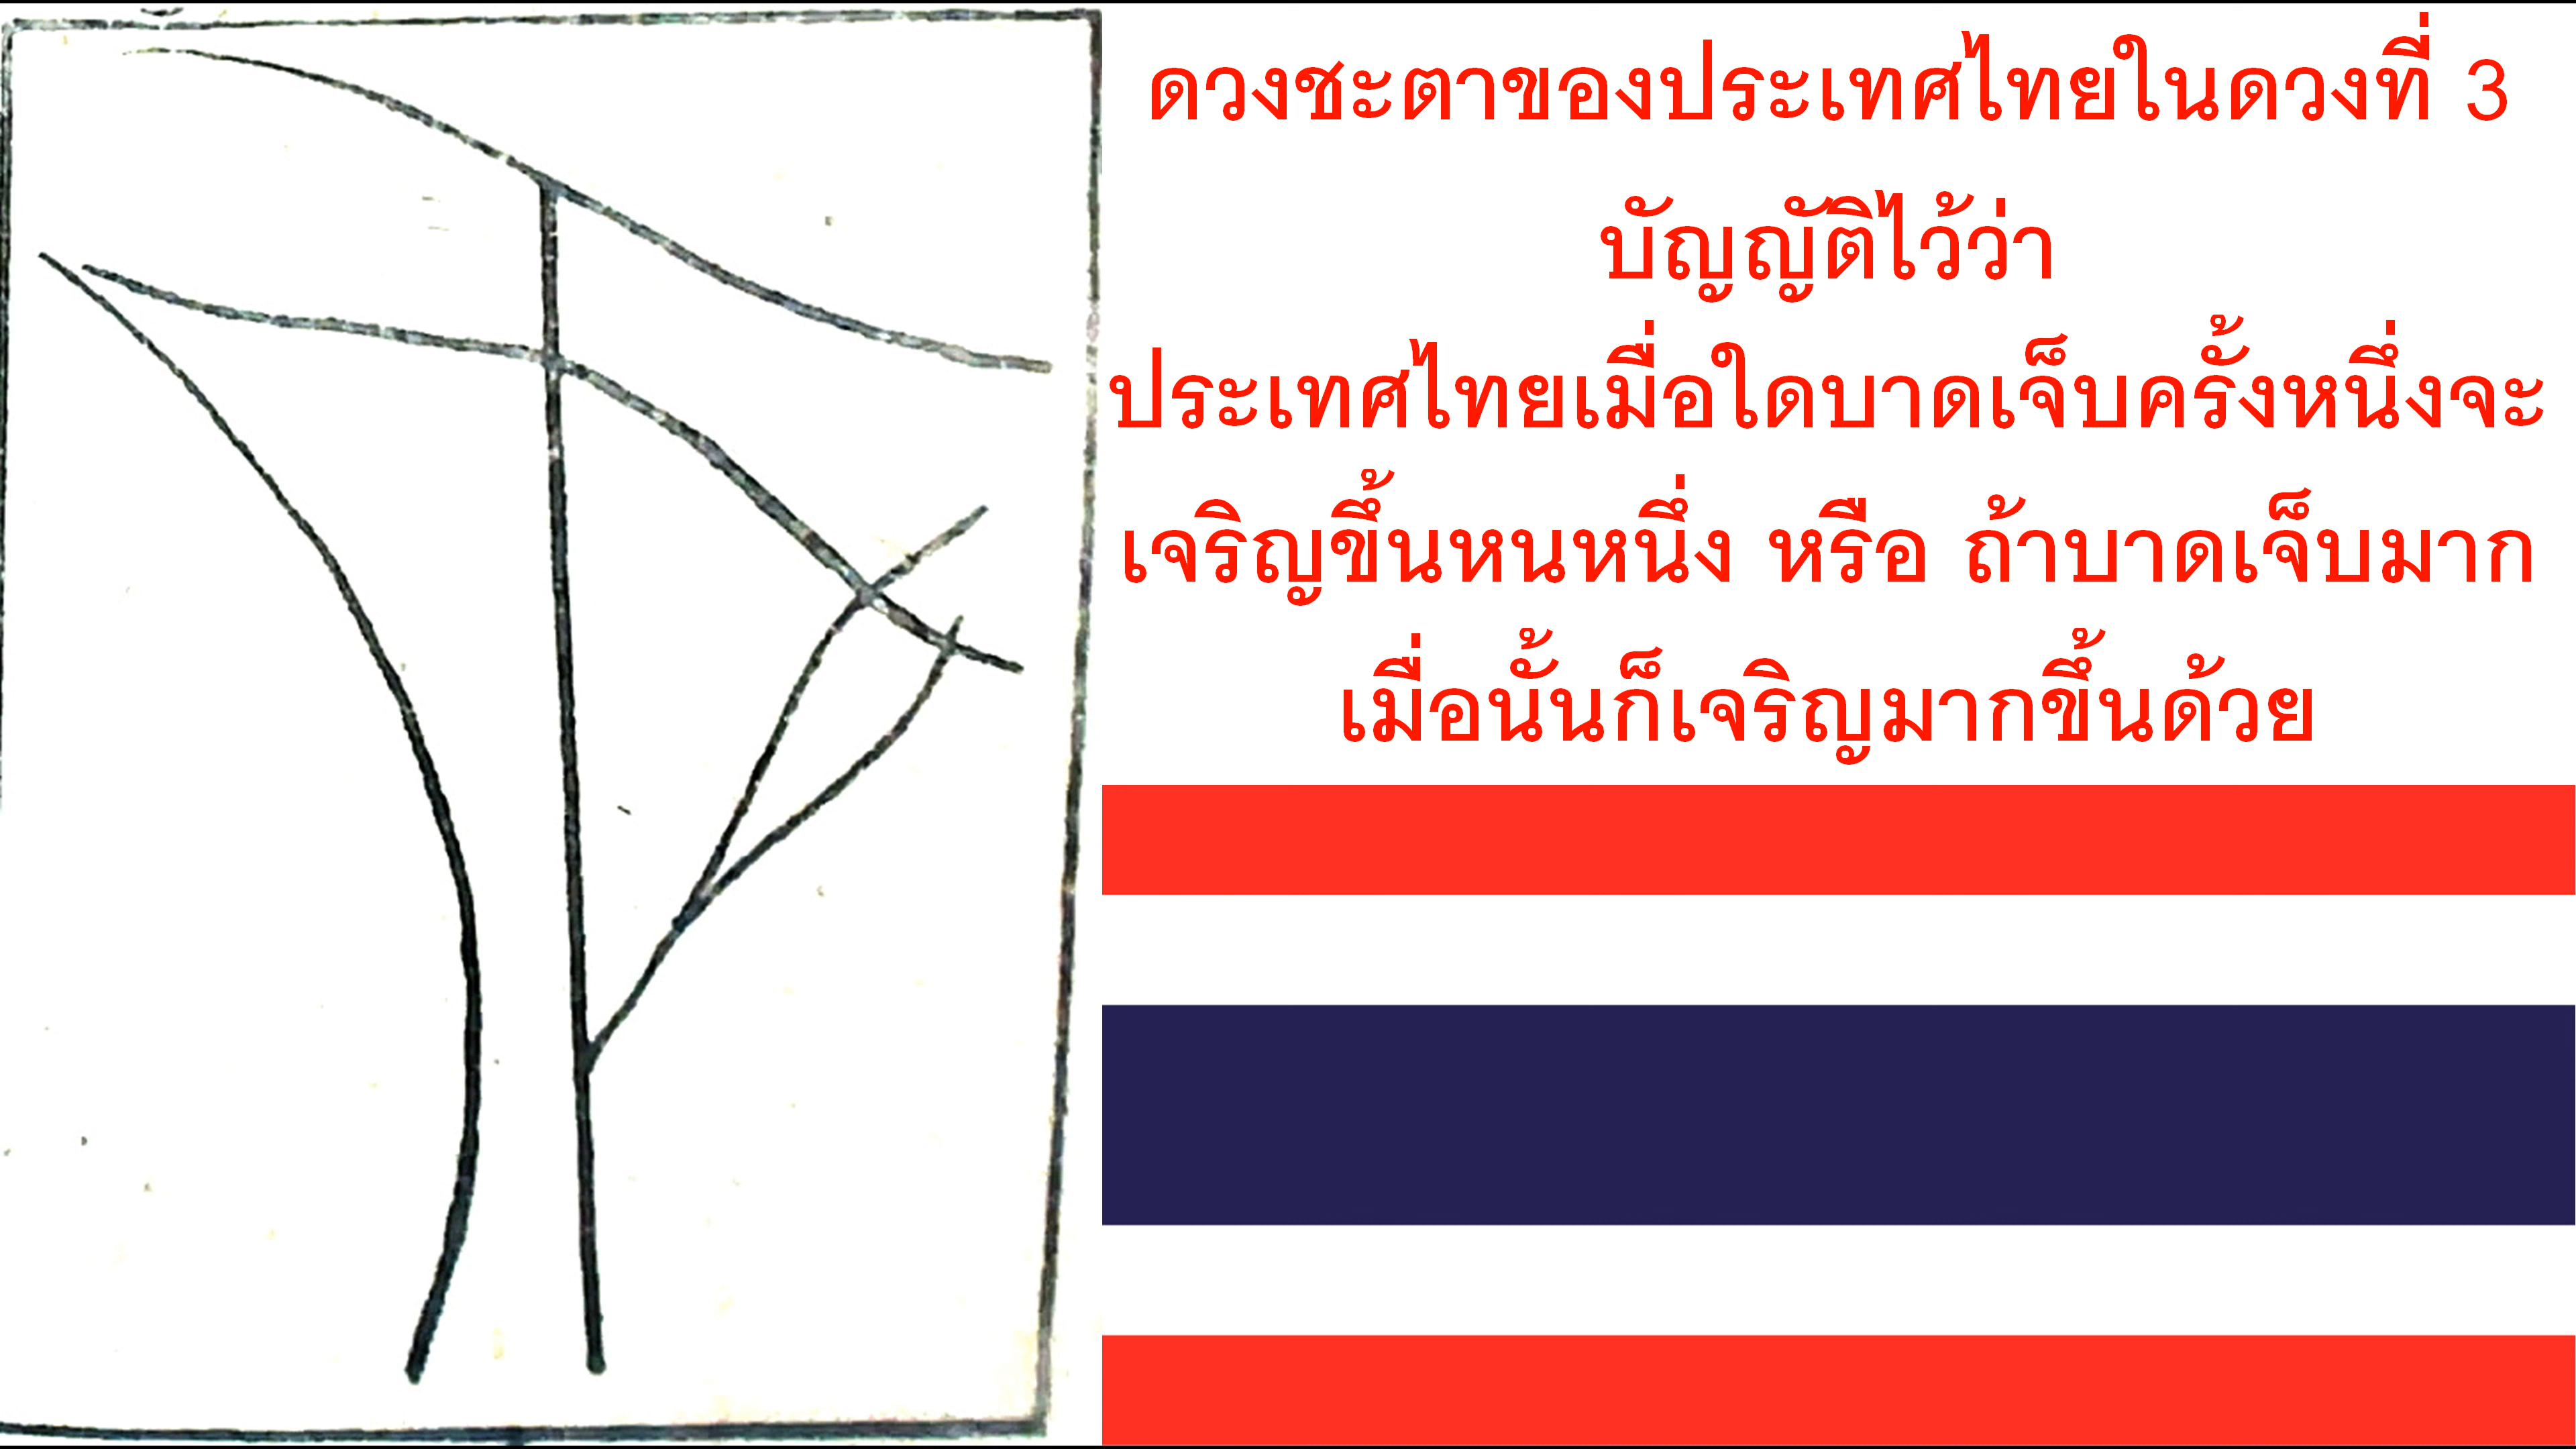 ดวงชะตาของประเทศไทยในดวงที่ 3
บัญญัติไว้ว่า
ประเทศไทยเมื่อใดบาดเจ็บครั้งหนึ่งจะ
เจริญขึ้นหนหนึ่ง หรือ ถ้าบาดเจ็บมาก
เมื่อนั้นก็เจริญมากขึ้นด้วย